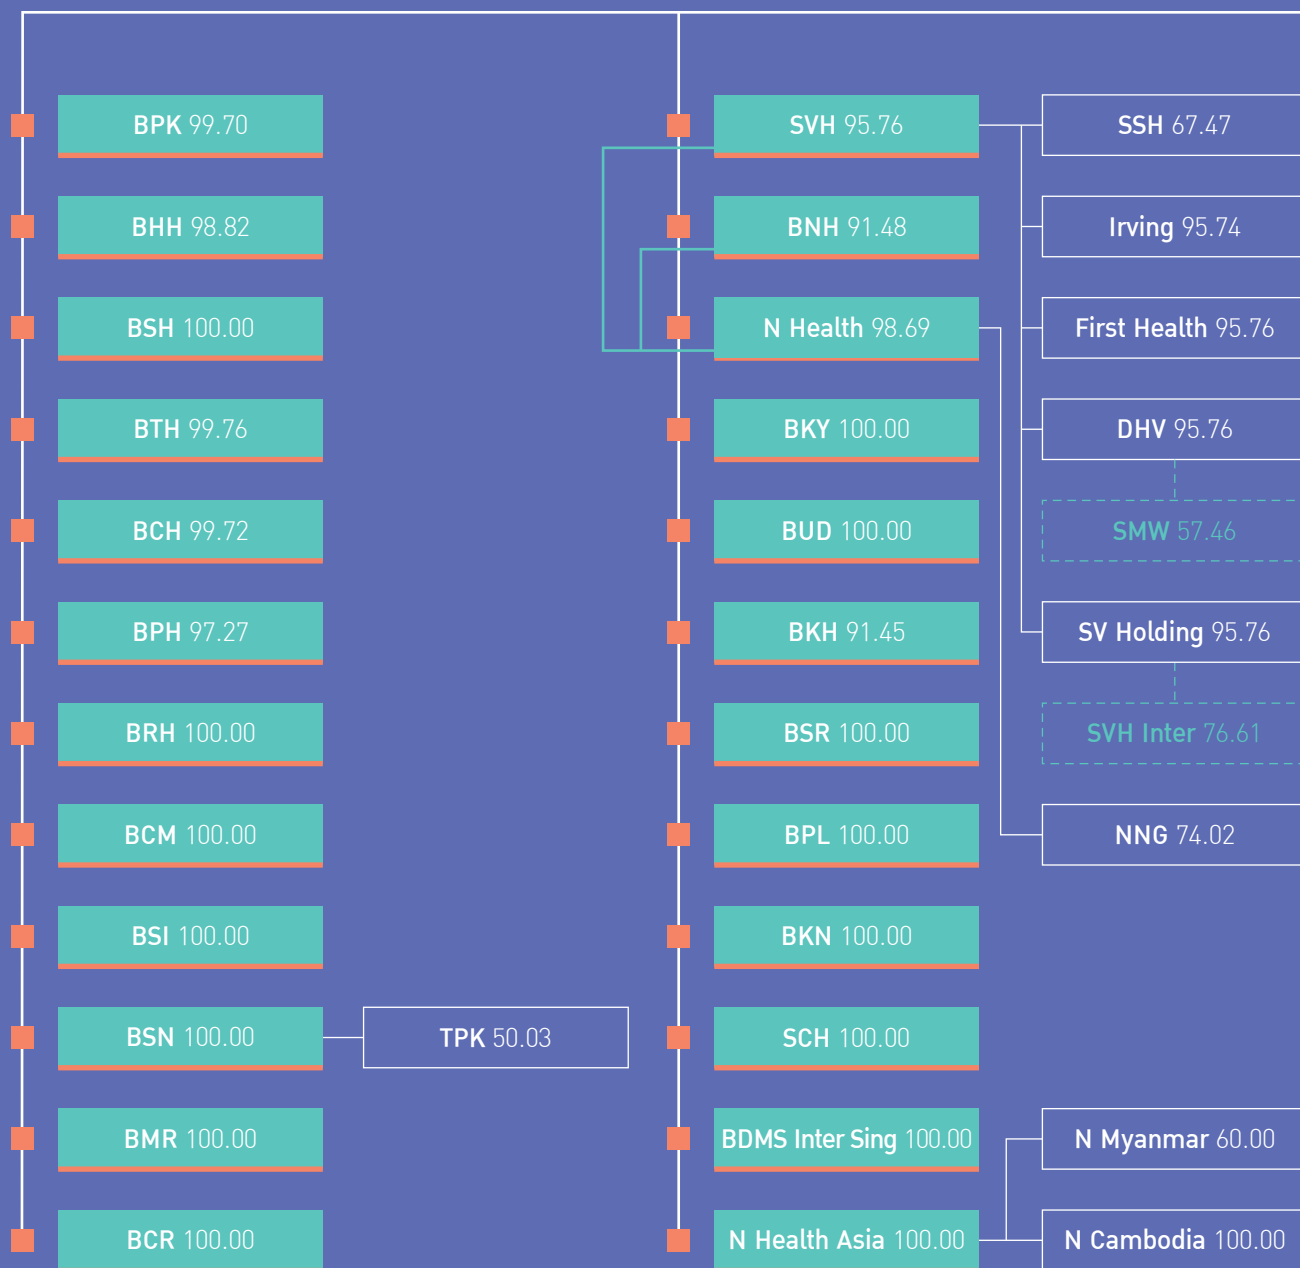 BPK 99.70
BHH 98.82
BSH 100.00
BTH 99.76
BCH 99.72
BPH 97.27
BRH 100.00
BCM 100.00
BSI 100.00
BSN 100.00
TPK 50.03
BMR 100.00
BCR 100.00
SVH 95.76
BNH 91.48
N Health 98.69
BKY 100.00
BUD 100.00
BKH 91.45
BSR 100.00
BPL 100.00
BKN 100.00
SCH 100.00
BDMS Inter Sing 100.00
N Health Asia 100.00
SSH 67.47
Irving 95.74
First Health 95.76
DHV 95.76
SMW 57.46
SV Holding 95.76
SVH Inter 76.61
NNG 74.02
N Myanmar 60.00
N Cambodia 100.00